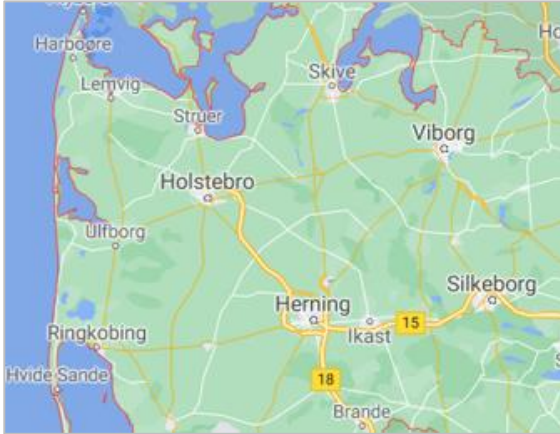 Harboøre
Skive
Lemvig
Struer
Viborg
Holstebro
Ulfborg
Silkeborg
Herning
15
Ikast
Ringkobing
Hvide Sande
18
Brande